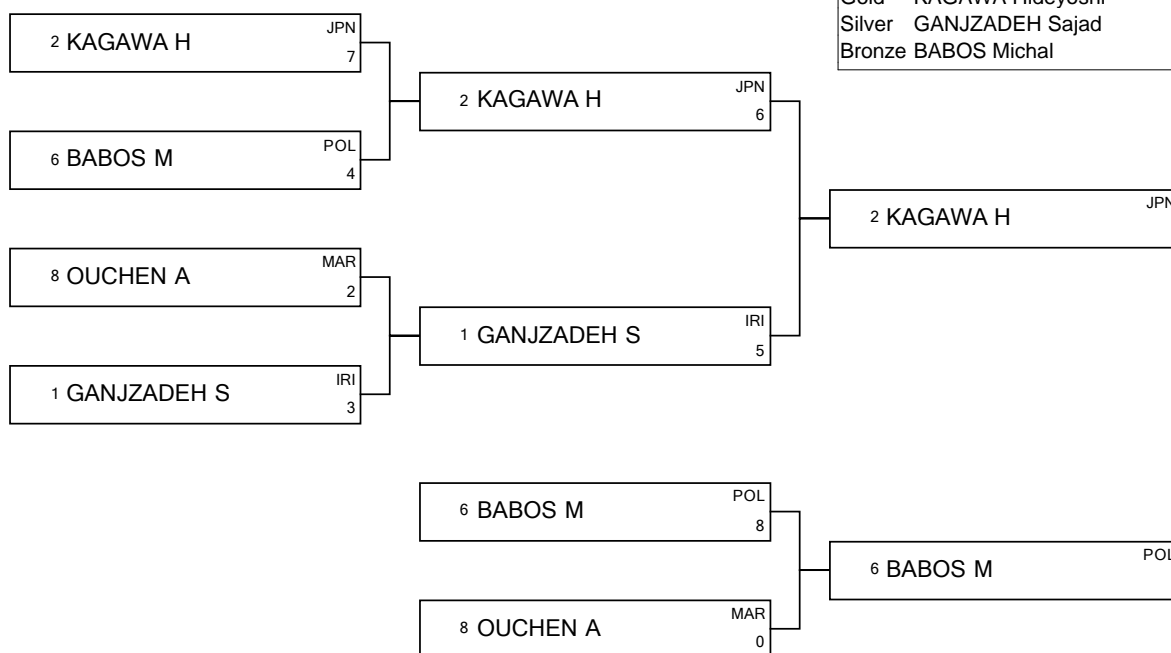 Gold KAGAWA Hideyoshi
Silver GANJZADEH Sajad
Bronze BABOS Michal
2 KAGAWA H JPN
7
6 BABOS M POL
4
2 KAGAWA H JPN
6
8 OUCHEN A MAR
2
1 GANJZADEH S IRI
3
1 GANJZADEH S IRI
5
2 KAGAWA H JPN
6 BABOS M POL
8
8 OUCHEN A MAR
0
6 BABOS M POL